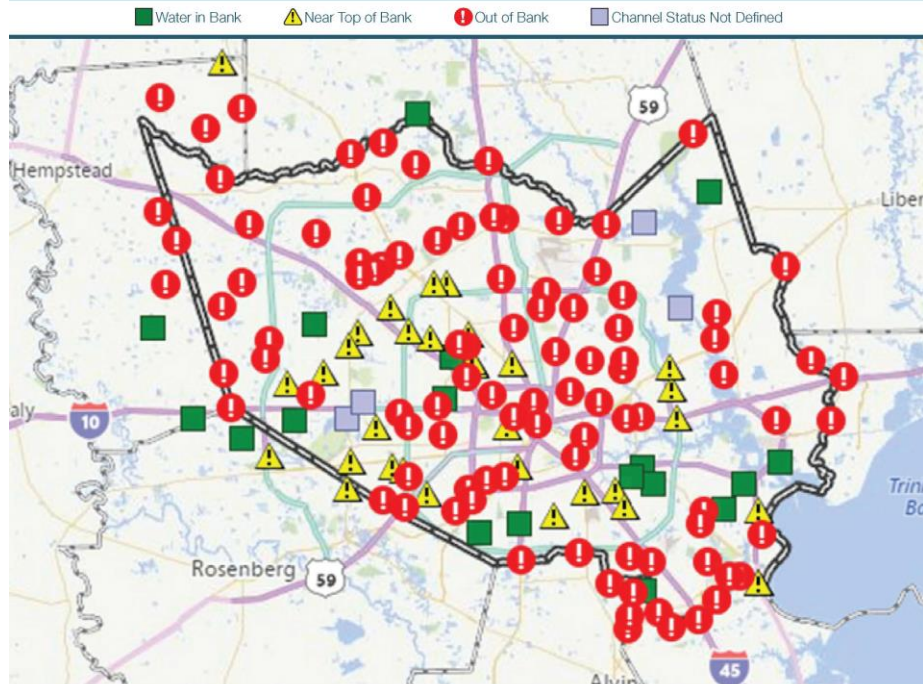 Water in Bank Near Top of Bank Out of Bank Channel Status Not Defined
59
Hempstead
Liber
aly
10
Trini
Ba
Rosenberg
59
45
Alvin